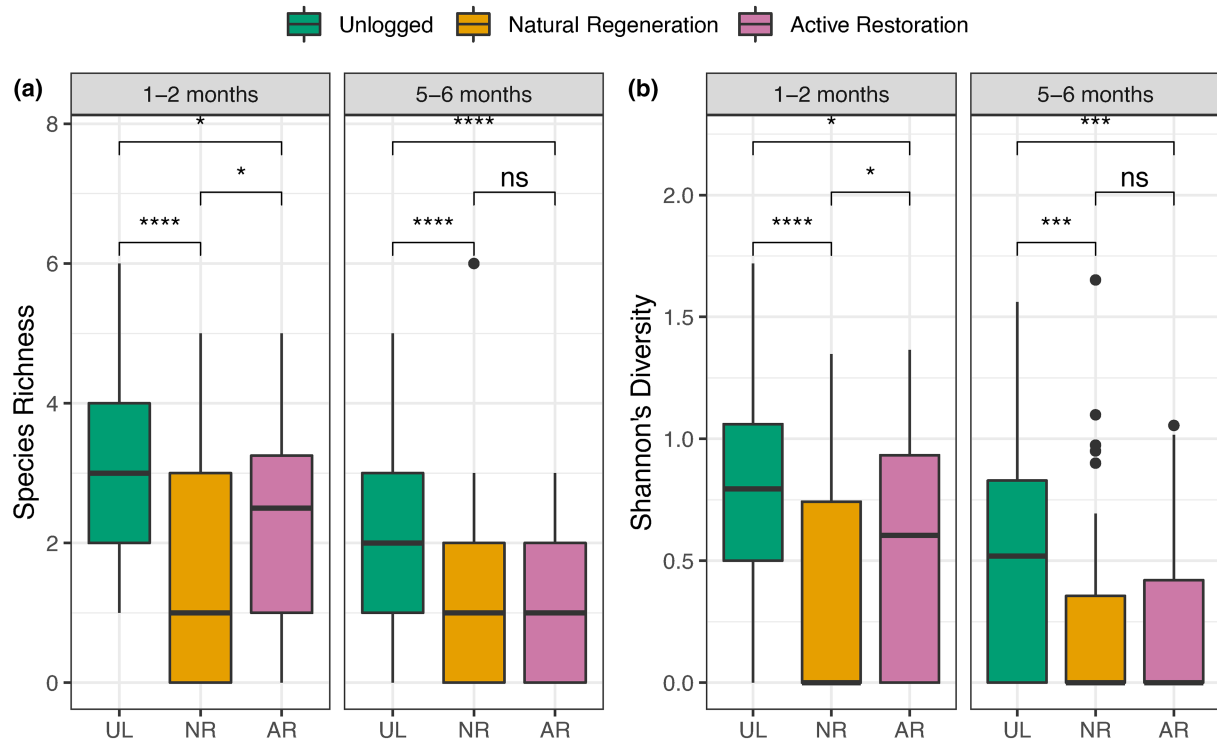 Unlogged Natural Regeneration Active Restoration
(a) 1–2 months 5–6 months (b) 1–2 months 5–6 months
* **** * ***
* ns * ns
**** **** **** ***
Species Richness
8
6
4
2
0
Shannon's Diversity
2.0
1.5
1.0
0.5
0.0
UL NR AR UL NR AR UL NR AR UL NR AR